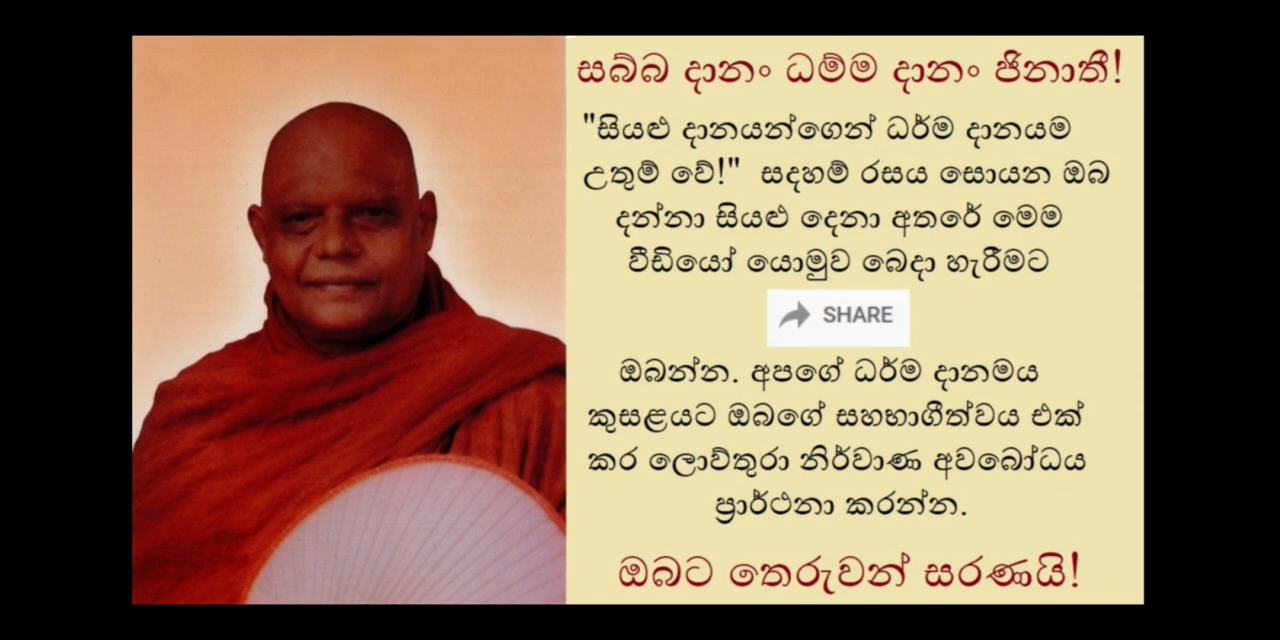 සබ්බ දානං ධම්ම දානං ජිනාතී!
"සියළු දානයන්ගෙන් ධර්ම දානයම
උතුම් වේ!" සදහම් රසය සොයන ඔබ
දන්නා සියළු දෙනා අතරේ මෙම
වීඩියෝ යොමුව බෙදා හැරීමට
SHARE
ඔබන්න. අපගේ ධර්ම දානමය
කුසළයට ඔබගේ සහභාගීත්වය එක්
කර ලොව්තුරා නිර්වාණ අවබෝධය
ප්‍රාර්ථනා කරන්න.
ඔබට තෙරුවන් සරණයි!